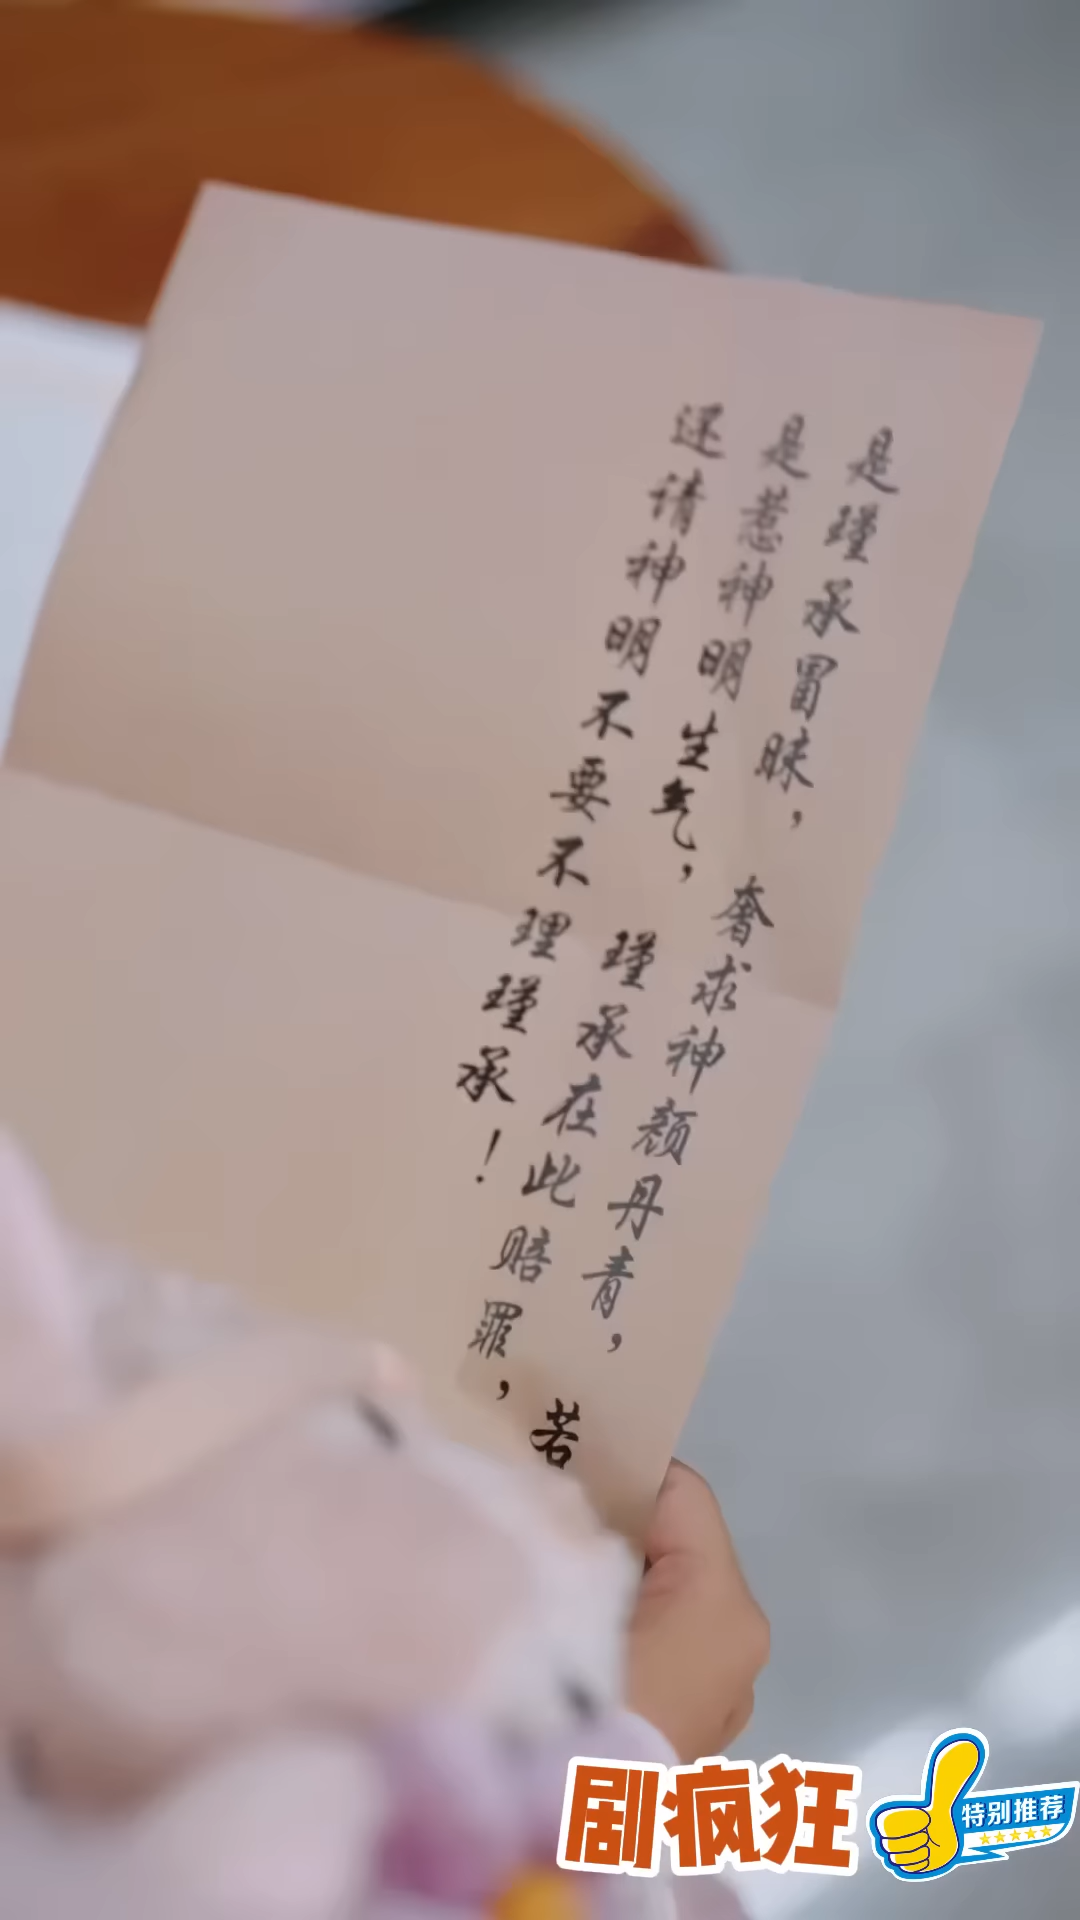 是瑾承冒昧，奢求神颜丹青，若
是惹神明生气，瑾承在此赔罪，
还请神明不要不理瑾承！
剧疯狂
特别推荐